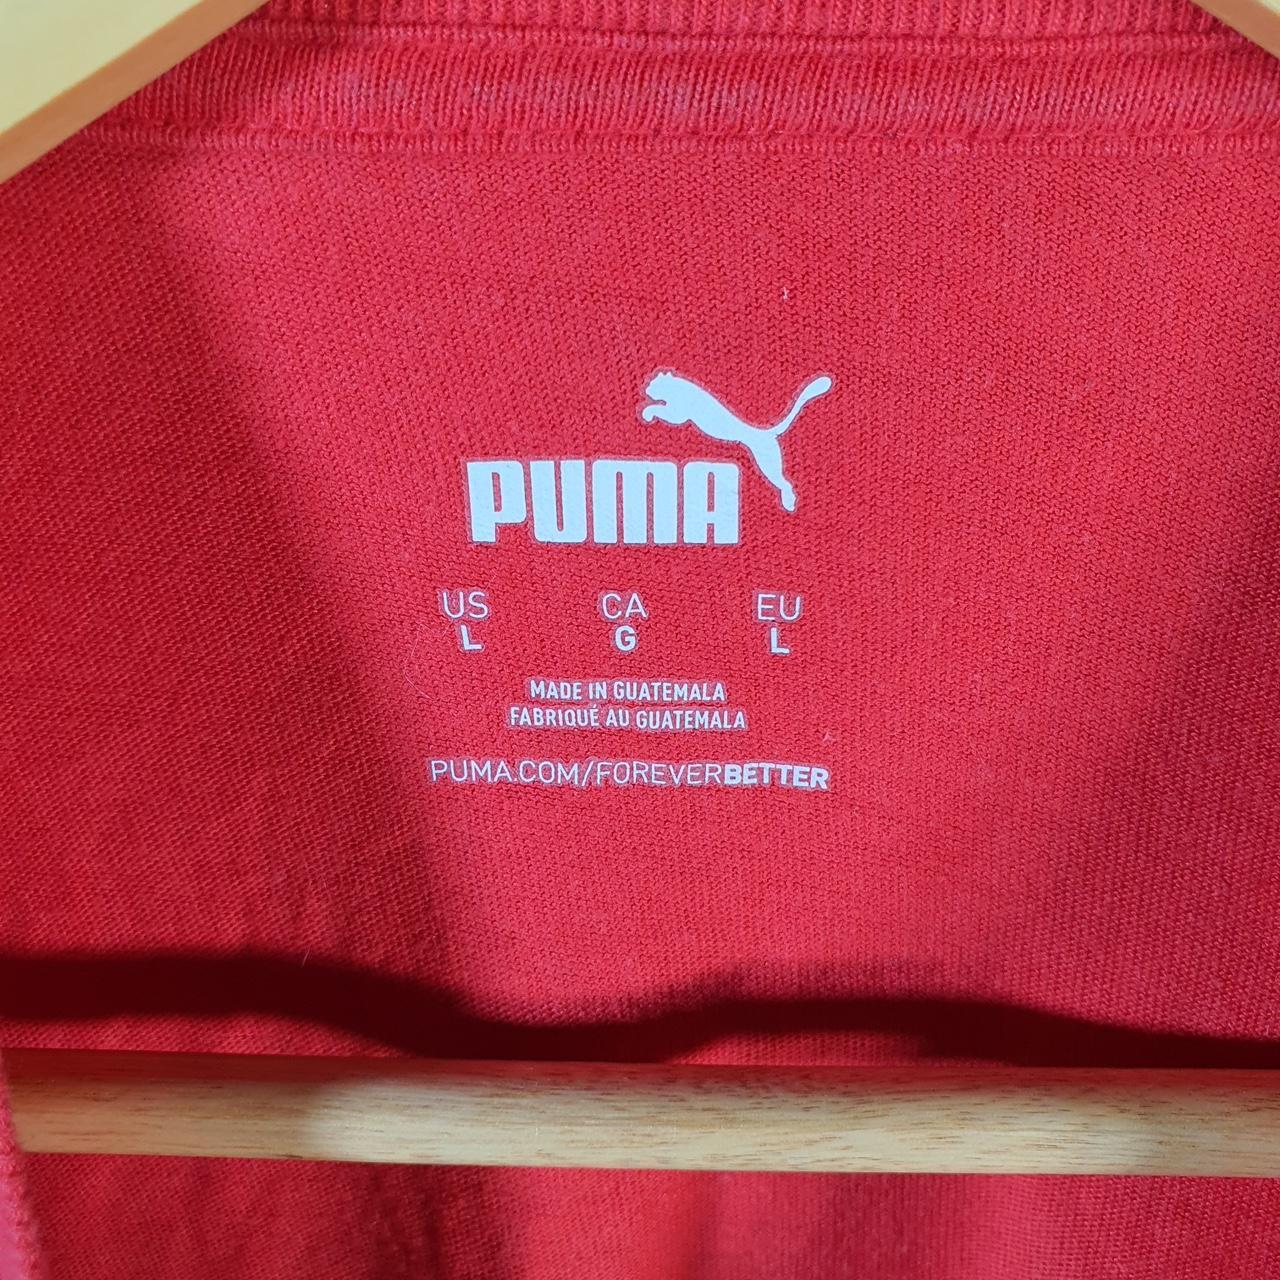 PUMA
US CA EU
L G L
MADE IN GUATEMALA
FABRIQUÉ AU GUATEMALA
PUMA.COM/FOREVERBETTER